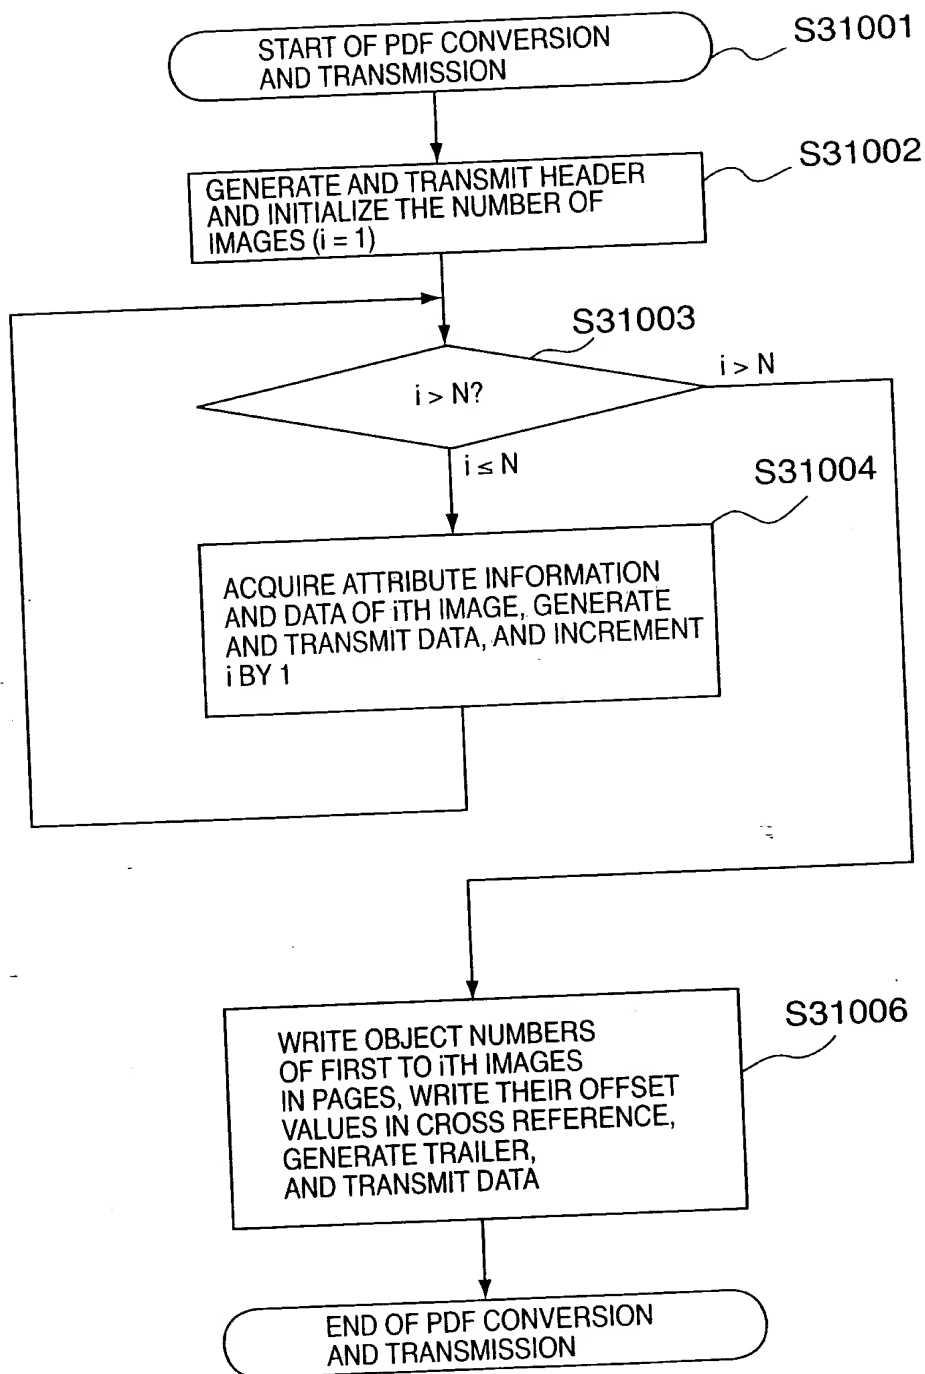 START OF PDF CONVERSION
AND TRANSMISSION
S31001
GENERATE AND TRANSMIT HEADER
AND INITIALIZE THE NUMBER OF
IMAGES (i = 1)
S31002
S31003
i > N?
i > N
i ≤ N
S31004
ACQUIRE ATTRIBUTE INFORMATION
AND DATA OF iTH IMAGE, GENERATE
AND TRANSMIT DATA, AND INCREMENT
i BY 1
S31006
WRITE OBJECT NUMBERS
OF FIRST TO iTH IMAGES
IN PAGES, WRITE THEIR OFFSET
VALUES IN CROSS REFERENCE,
GENERATE TRAILER,
AND TRANSMIT DATA
END OF PDF CONVERSION
AND TRANSMISSION